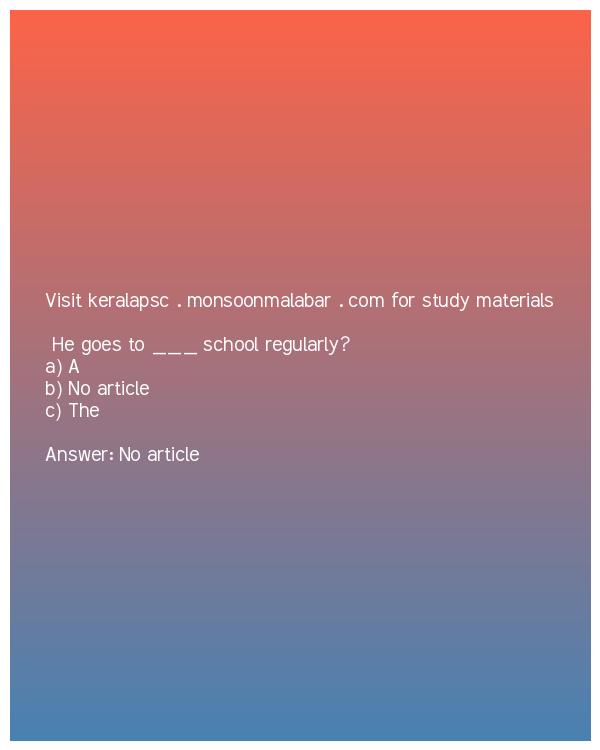 Visit keralapsc . monsoonmalabar . com for study materials
He goes to ___ school regularly?
a) A
b) No article
c) The
Answer: No article